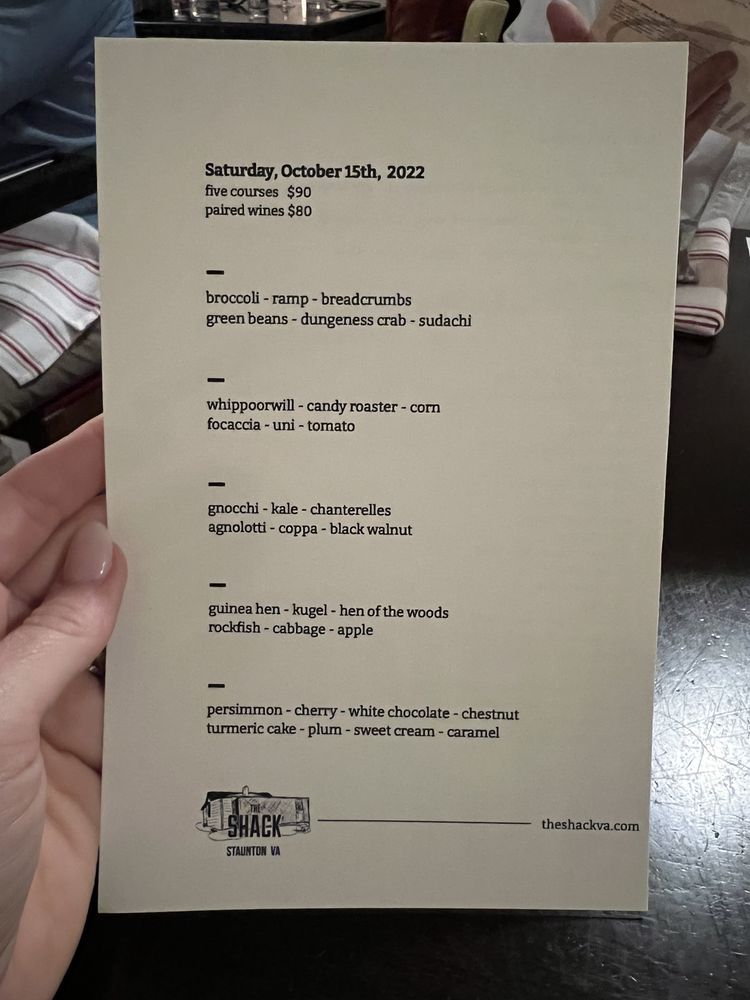 Saturday, October 15th, 2022
five courses $90
paired wines $80
–
broccoli - ramp - breadcrumbs
green beans - dungeness crab - sudachi
–
whippoorwill - candy roaster - corn
focaccia - uni - tomato
–
gnocchi - kale - chanterelles
agnolotti - coppa - black walnut
–
guinea hen - kugel - hen of the woods
rockfish - cabbage - apple
–
persimmon - cherry - white chocolate - chestnut
turmeric cake - plum - sweet cream - caramel
THE
SHACK
STAUNTON VA
theshackva.com